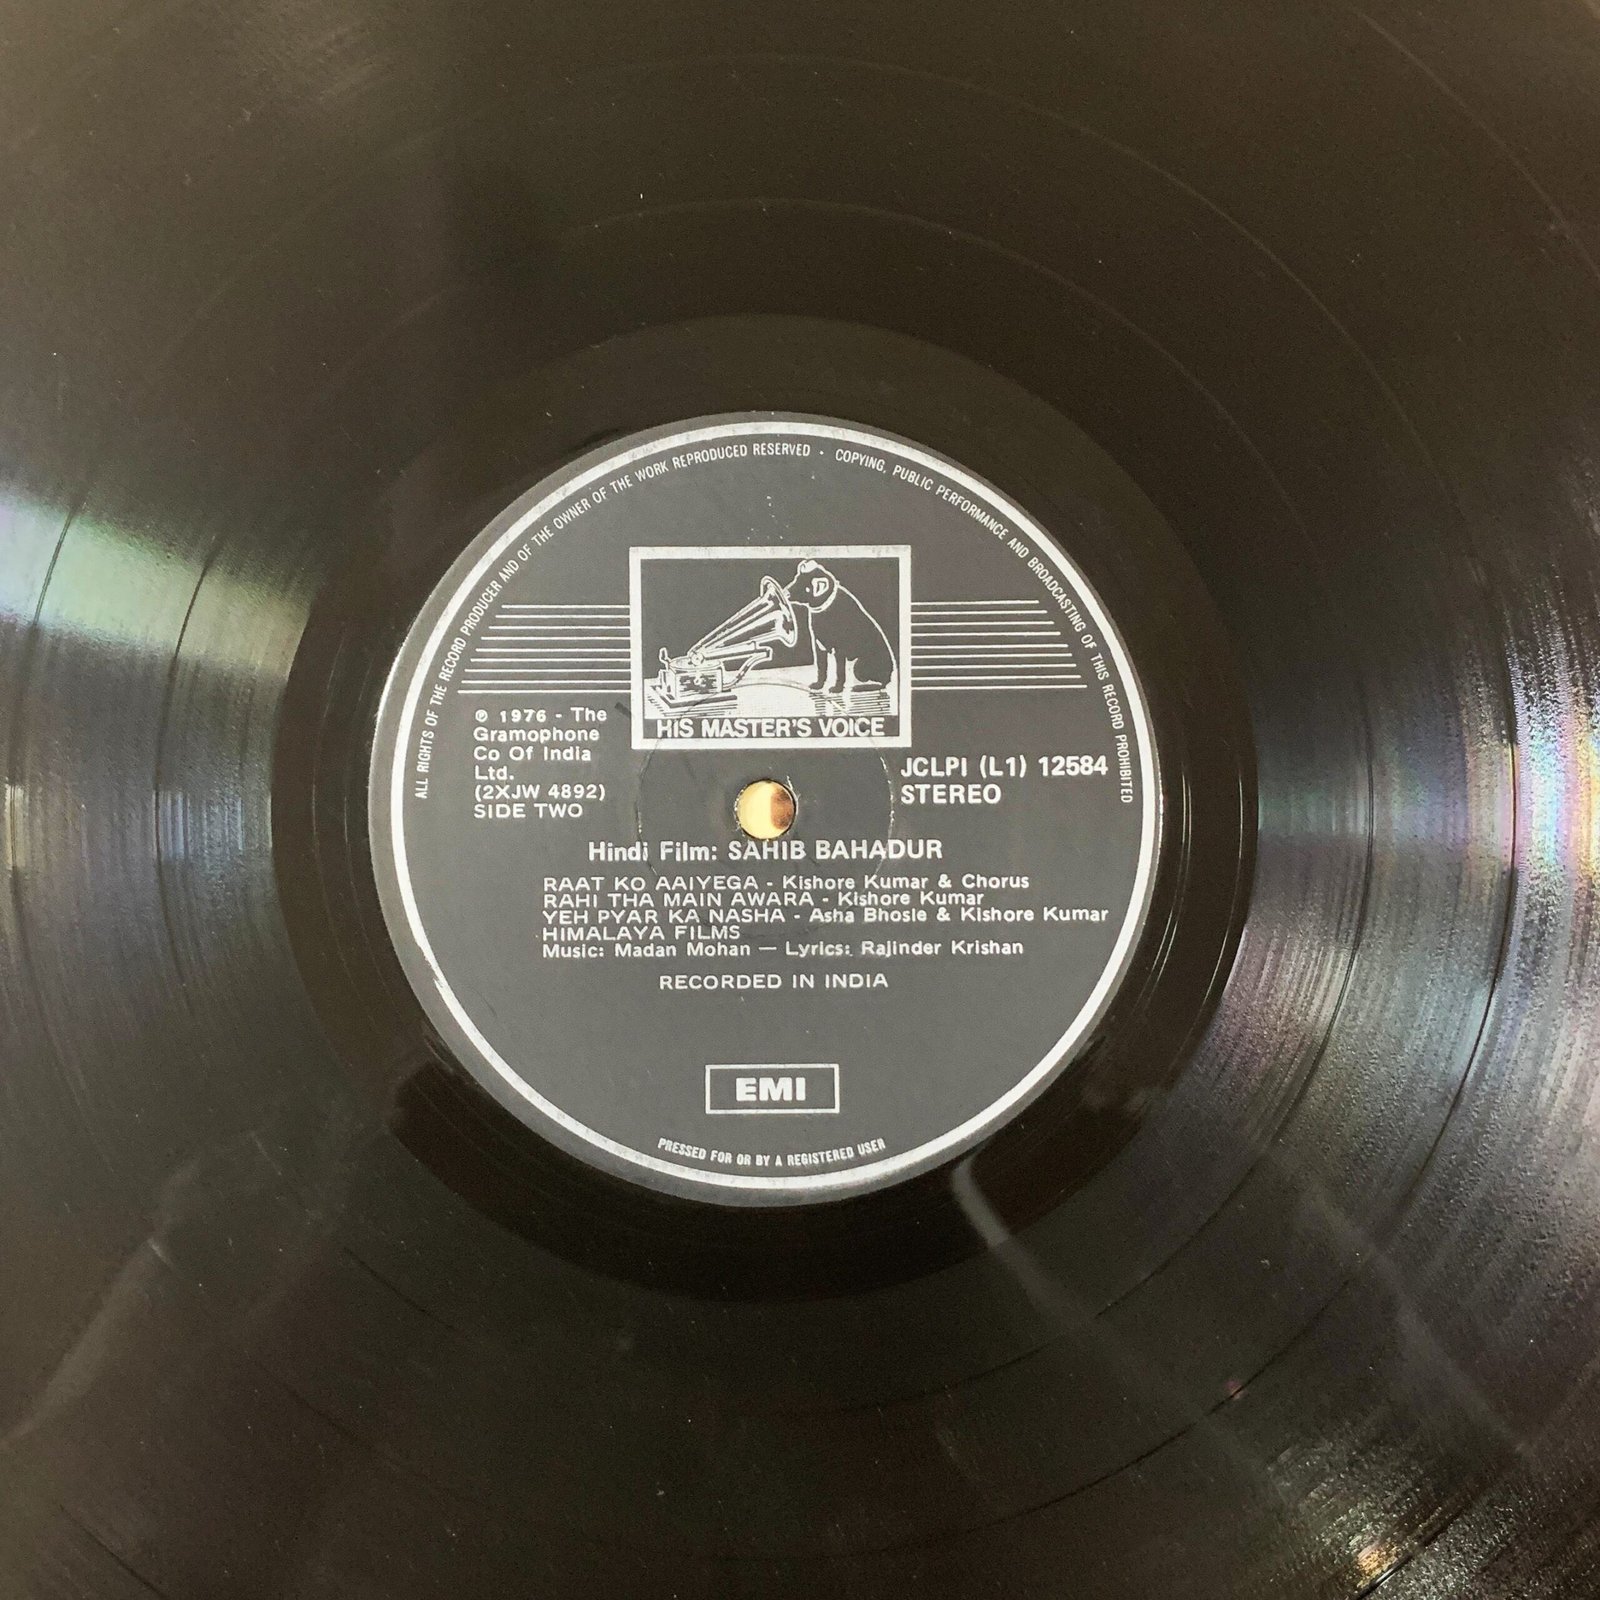 ALL RIGHTS OF THE RECORD PRODUCER AND OF THE OWNER OF THE WORK REPRODUCED RESERVED · COPYING, PUBLIC PERFORMANCE AND BROADCASTING OF THIS RECORD PROHIBITED
HIS MASTER'S VOICE
℗ 1976 - The
Gramophone
Co Of India
Ltd.
(2XJW 4892)
SIDE TWO
JCLPI (L1) 12584
STEREO
Hindi Film: SAHIB BAHADUR
RAAT KO AAIYEGA - Kishore Kumar & Chorus
RAHI THA MAIN AWARA - Kishore Kumar
YEH PYAR KA NASHA - Asha Bhosle & Kishore Kumar
HIMALAYA FILMS
Music: Madan Mohan — Lyrics: Rajinder Krishan
RECORDED IN INDIA
EMI
PRESSED FOR OR BY A REGISTERED USER